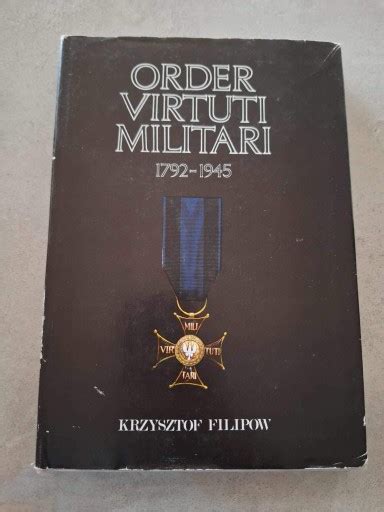 ORDER
VIRTUTI
MILITARI
1792-1945
MILI
VIR TUTI
TARI
KRZYSZTOF FILIPOW